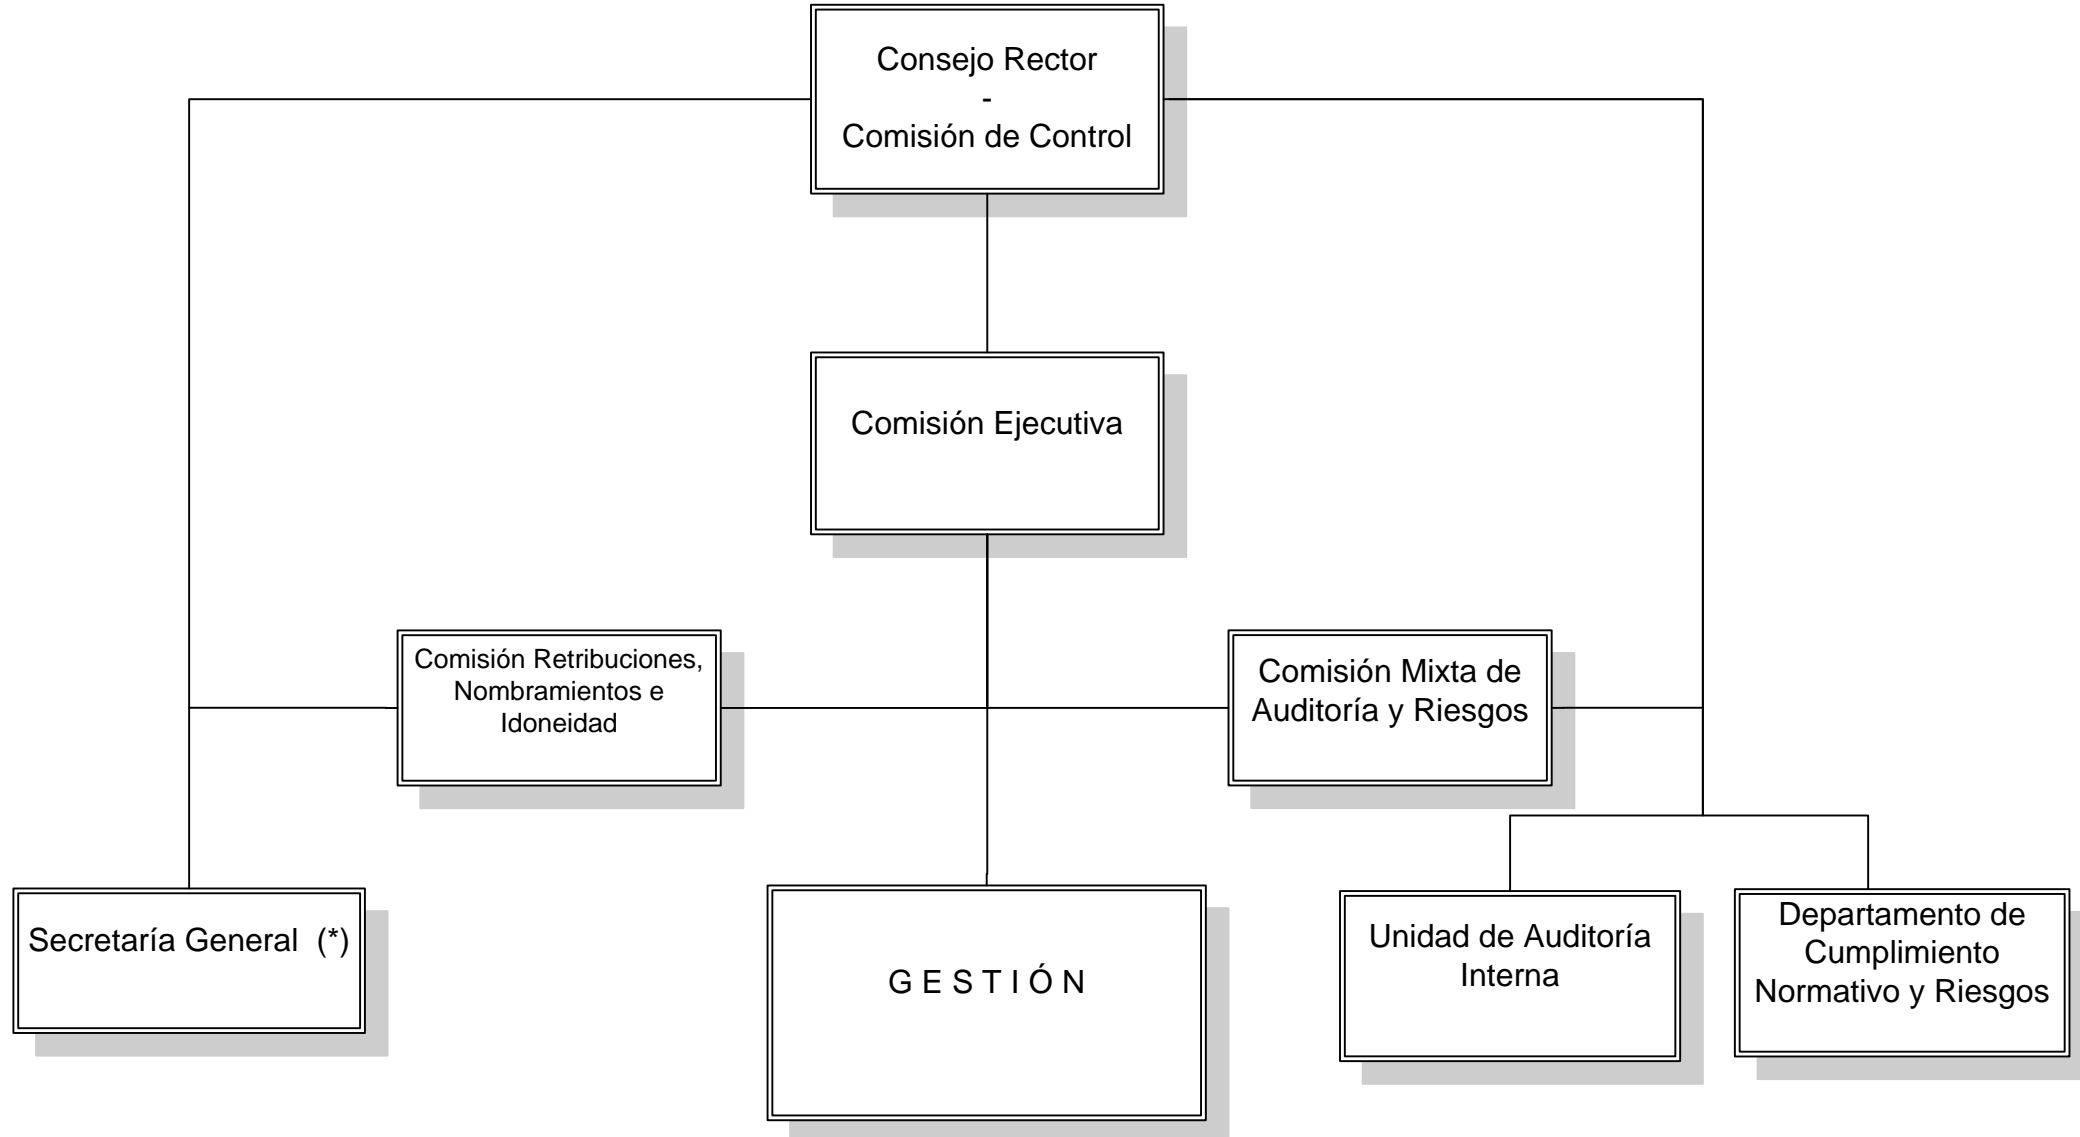 Consejo Rector
-
Comisión de Control
Comisión Ejecutiva
Comisión Retribuciones,
Nombramientos e
Idoneidad
Comisión Mixta de
Auditoría y Riesgos
Secretaría General  (*)
G E S T I Ó N
Unidad de Auditoría
Interna
Departamento de
Cumplimiento
Normativo y Riesgos